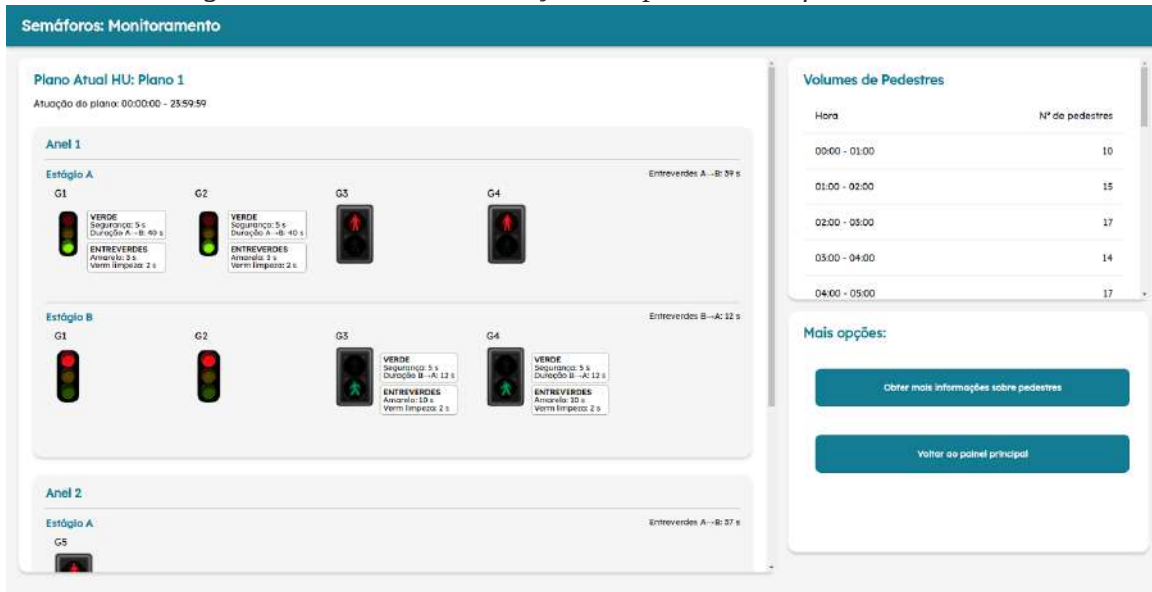 Semáforos: Monitoramento
Plano Atual HU: Plano 1
Atuação do plano: 00:00:00 - 23:59:59
Anel 1
Estágio A
Entreverdes A→B: 39 s
G1
G2
G3
G4
VERDE
Segurança: 5 s
Duração A→B: 40 s
ENTREVERDES
Amarelo: 3 s
Verm limpeza: 2 s
VERDE
Segurança: 5 s
Duração A→B: 40 s
ENTREVERDES
Amarelo: 3 s
Verm limpeza: 2 s
Estágio B
Entreverdes B→A: 12 s
G1
G2
G3
G4
VERDE
Segurança: 5 s
Duração B→A: 12 s
ENTREVERDES
Amarelo: 10 s
Verm limpeza: 2 s
VERDE
Segurança: 5 s
Duração B→A: 12 s
ENTREVERDES
Amarelo: 10 s
Verm limpeza: 2 s
Anel 2
Estágio A
Entreverdes A→B: 37 s
G5
Volumes de Pedestres
Hora Nº de pedestres
00:00 - 01:00 10
01:00 - 02:00 15
02:00 - 03:00 17
03:00 - 04:00 14
04:00 - 05:00 17
Mais opções:
Obter mais informações sobre pedestres
Voltar ao painel principal